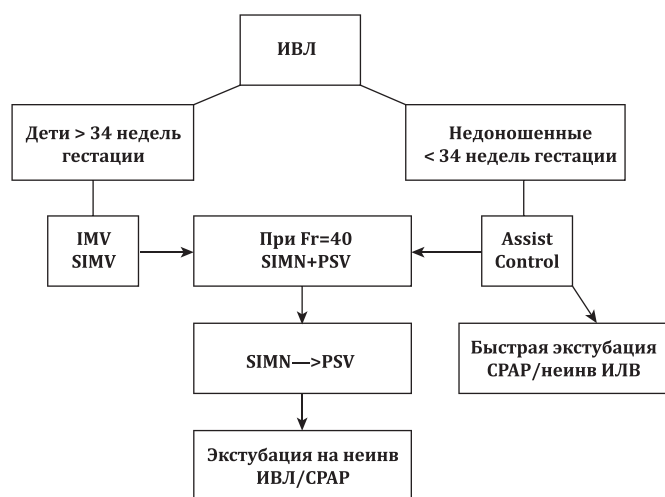 ИВЛ
Дети > 34 недель
гестации
Недоношенные
< 34 недель гестации
IMV
SIMV
При Fr=40
SIMN+PSV
Assist
Control
SIMN—>PSV
Быстрая экстубация
CPAP/неинв ИЛВ
Экстубация на неинв
ИВЛ/CPAP